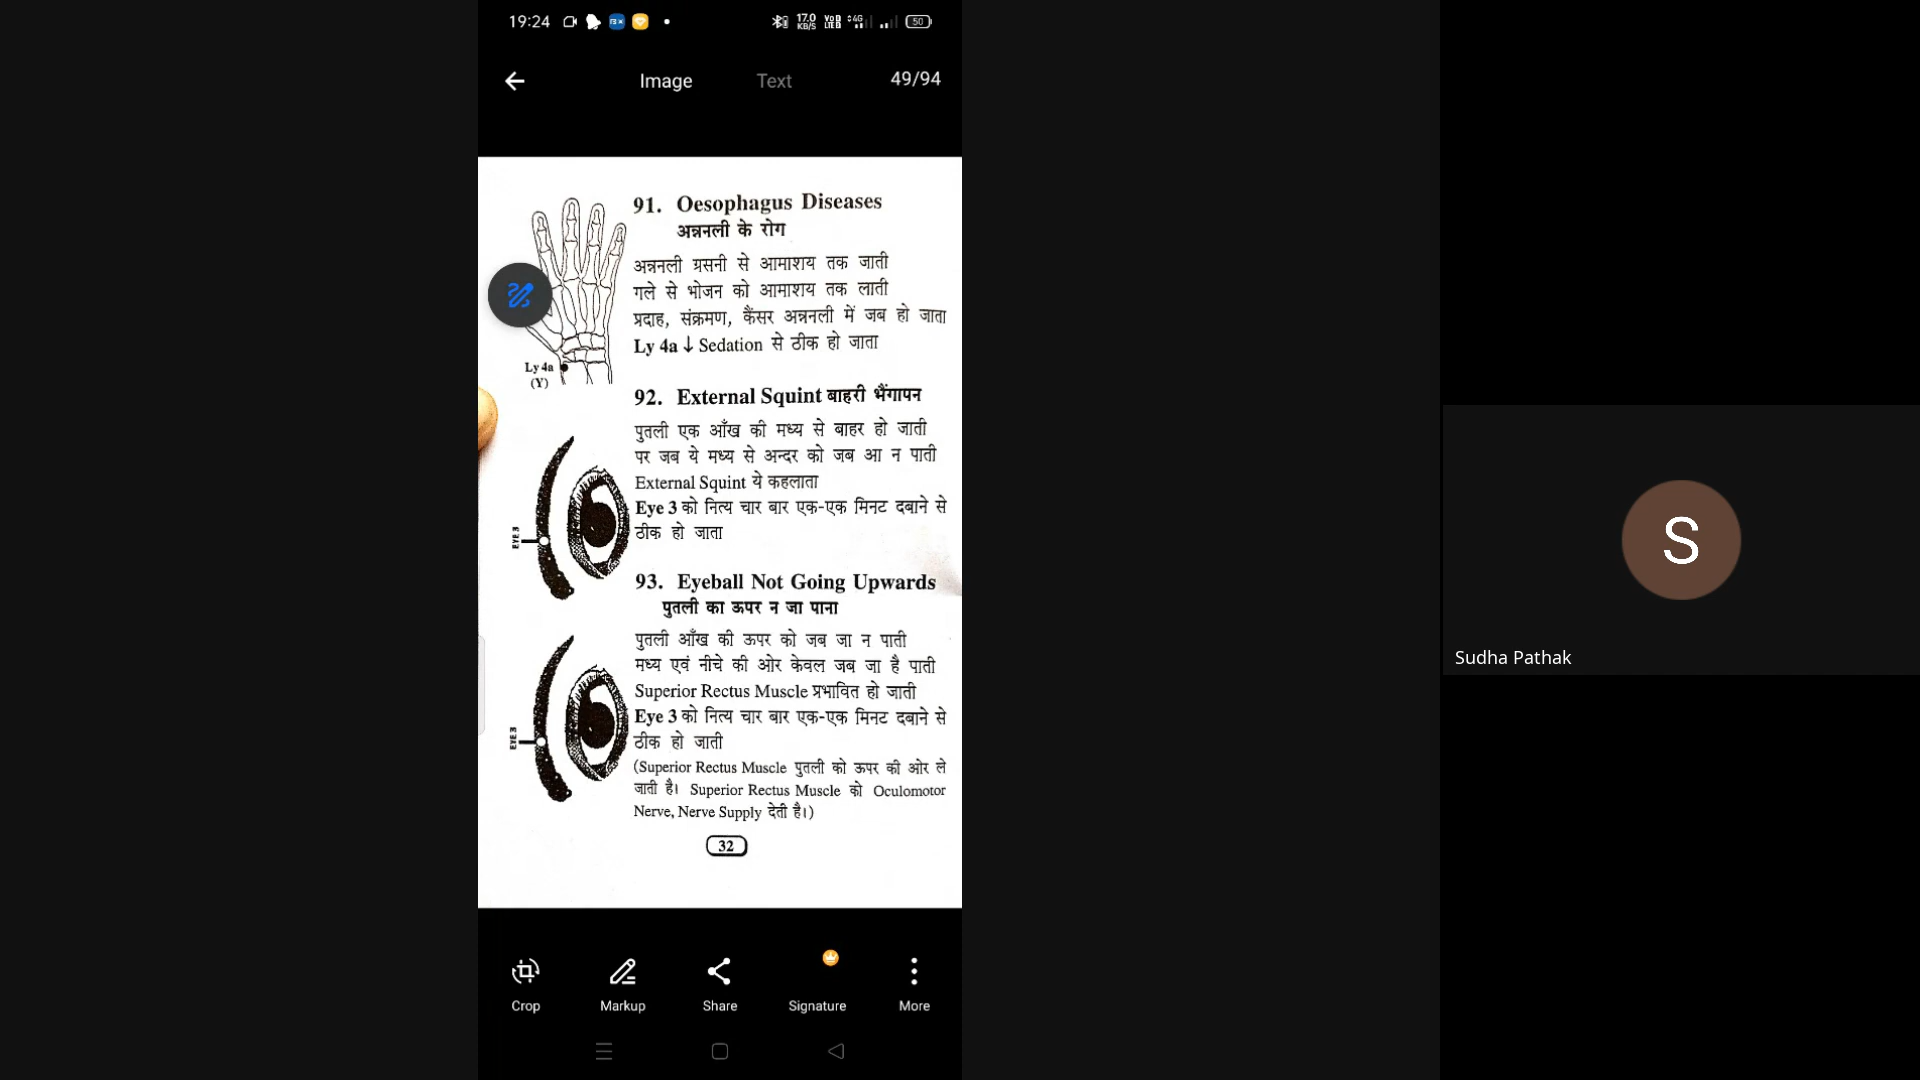 19:24
17.0 KB/S
4G
50
Image
Text
49/94
91. Oesophagus Diseases
अन्ननली के रोग
अन्ननली ग्रसनी से आमाशय तक जाती
गले से भोजन को आमाशय तक लाती
प्रदाह, संक्रमण, कैंसर अन्ननली में जब हो जाता
Ly 4a ↓ Sedation से ठीक हो जाता
Ly 4a
(Y)
92. External Squint बाहरी भैंगापन
पुतली एक आँख की मध्य से बाहर हो जाती
पर जब ये मध्य से अन्दर को जब आ न पाती
External Squint ये कहलाता
Eye 3 को नित्य चार बार एक-एक मिनट दबाने से
ठीक हो जाता
EYE 3
93. Eyeball Not Going Upwards
पुतली का ऊपर न जा पाना
पुतली आँख की ऊपर को जब जा न पाती
मध्य एवं नीचे की ओर केवल जब जा है पाती
Superior Rectus Muscle प्रभावित हो जाती
Eye 3 को नित्य चार बार एक-एक मिनट दबाने से
ठीक हो जाती
(Superior Rectus Muscle पुतली को ऊपर की ओर ले
जाती है। Superior Rectus Muscle को Oculomotor
Nerve, Nerve Supply देती है।)
EYE 3
32
Crop
Markup
Share
Signature
More
S
Sudha Pathak